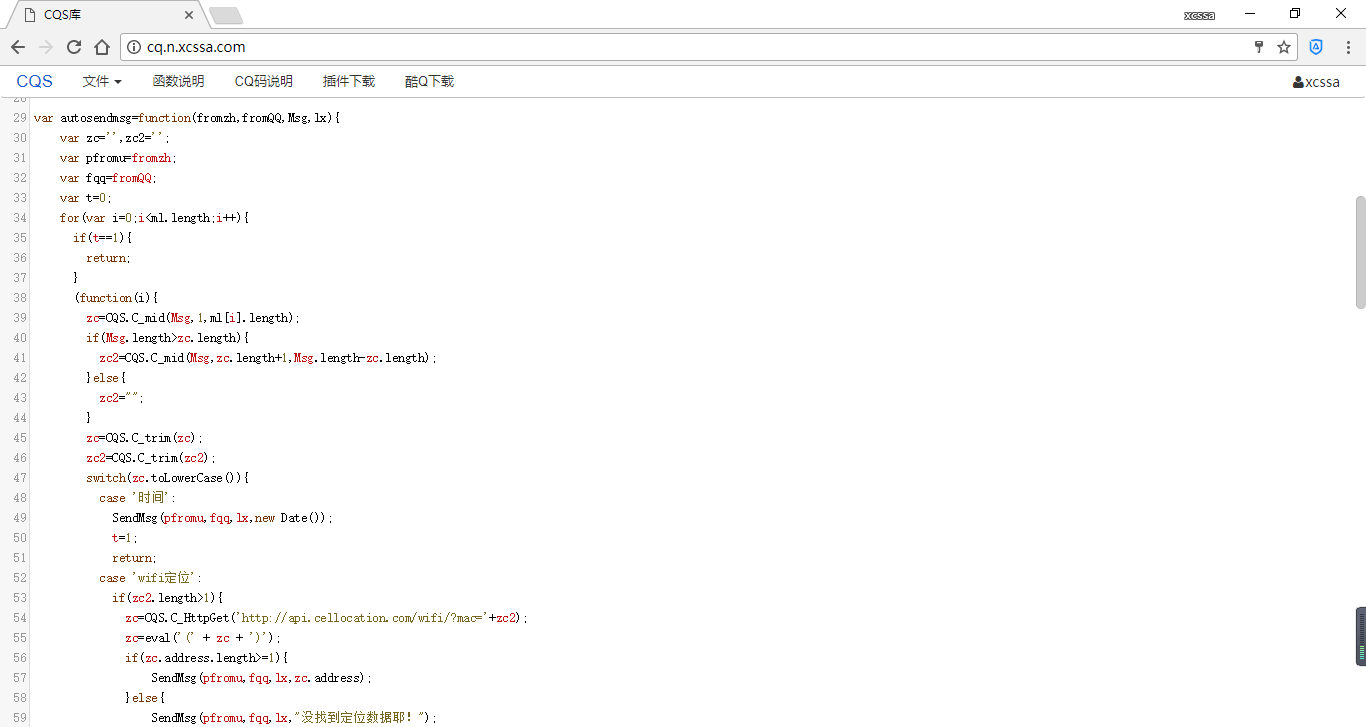 CQS库
xcssa
cq.n.xcssa.com
CQS 文件 函数说明 CQ码说明 插件下载 酷Q下载 xcssa
28
29 var autosendmsg=function(fromzh,fromQQ,Msg,lx){
30 var zc='',zc2='';
31 var pfromu=fromzh;
32 var fqq=fromQQ;
33 var t=0;
34 for(var i=0;i<ml.length;i++){
35 if(t==1){
36 return;
37 }
38 (function(i){
39 zc=CQS.C_mid(Msg,1,ml[i].length);
40 if(Msg.length>zc.length){
41 zc2=CQS.C_mid(Msg,zc.length+1,Msg.length-zc.length);
42 }else{
43 zc2="";
44 }
45 zc=CQS.C_trim(zc);
46 zc2=CQS.C_trim(zc2);
47 switch(zc.toLowerCase()){
48 case '时间':
49 SendMsg(pfromu,fqq,lx,new Date());
50 t=1;
51 return;
52 case 'wifi定位':
53 if(zc2.length>1){
54 zc=CQS.C_HttpGet('http://api.cellocation.com/wifi/?mac='+zc2);
55 zc=eval('(' + zc + ')');
56 if(zc.address.length>=1){
57 SendMsg(pfromu,fqq,lx,zc.address);
58 }else{
59 SendMsg(pfromu,fqq,lx,"没找到定位数据耶！");